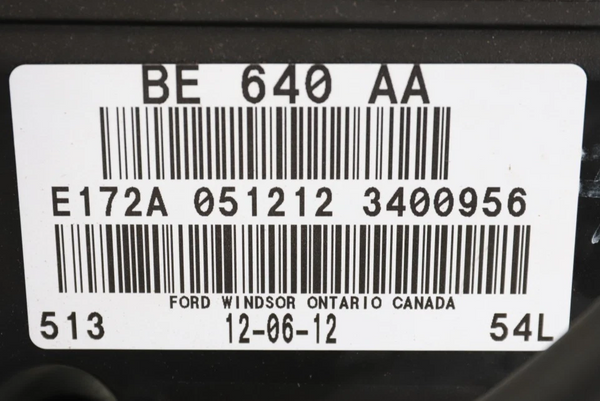 BE 640 AA
E172A 051212 3400956
FORD WINDSOR ONTARIO CANADA
513 12-06-12 54L